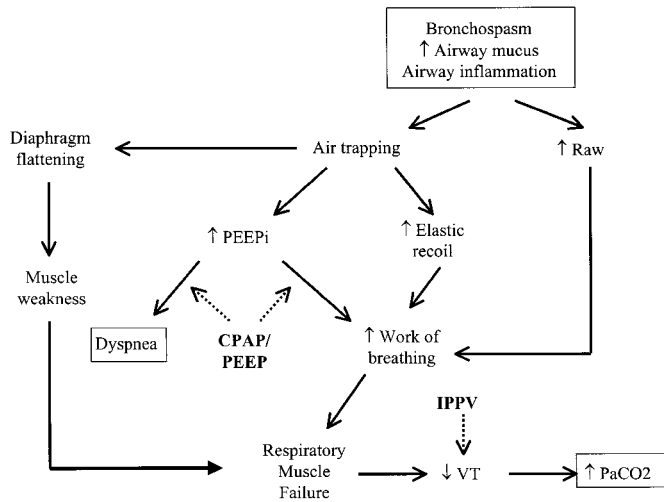 Bronchospasm
↑ Airway mucus
Airway inflammation
Diaphragm
flattening
Air trapping
↑ Raw
↑ PEEPi
↑ Elastic
recoil
Muscle
weakness
Dyspnea
CPAP/
PEEP
↑ Work of
breathing
IPPV
Respiratory
Muscle
Failure
↓ VT
↑ PaCO2